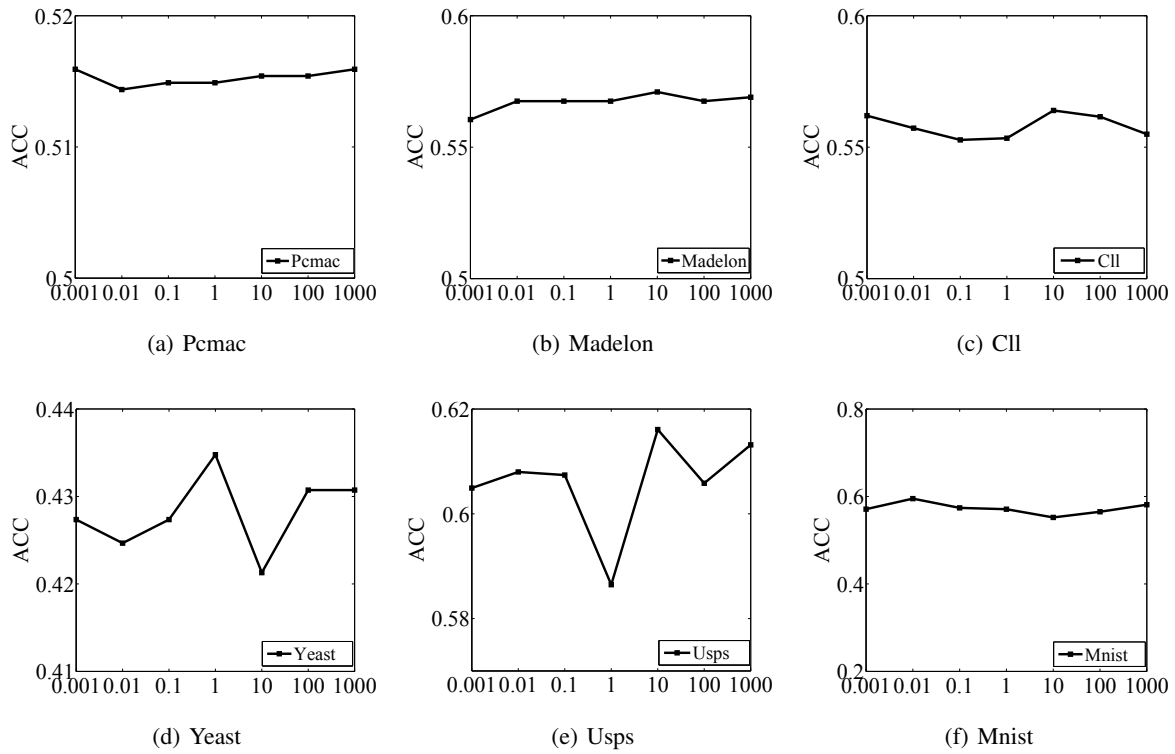 0.52
0.51
0.5
ACC
Pcmac
0.001 0.01 0.1 1 10 100 1000
(a) Pcmac
0.6
0.55
0.5
ACC
Madelon
0.001 0.01 0.1 1 10 100 1000
(b) Madelon
0.6
0.55
0.5
ACC
Cll
0.001 0.01 0.1 1 10 100 1000
(c) Cll
0.44
0.43
0.42
0.41
ACC
Yeast
0.001 0.01 0.1 1 10 100 1000
(d) Yeast
0.62
0.6
0.58
ACC
Usps
0.001 0.01 0.1 1 10 100 1000
(e) Usps
0.8
0.6
0.4
0.2
ACC
Mnist
0.001 0.01 0.1 1 10 100 1000
(f) Mnist